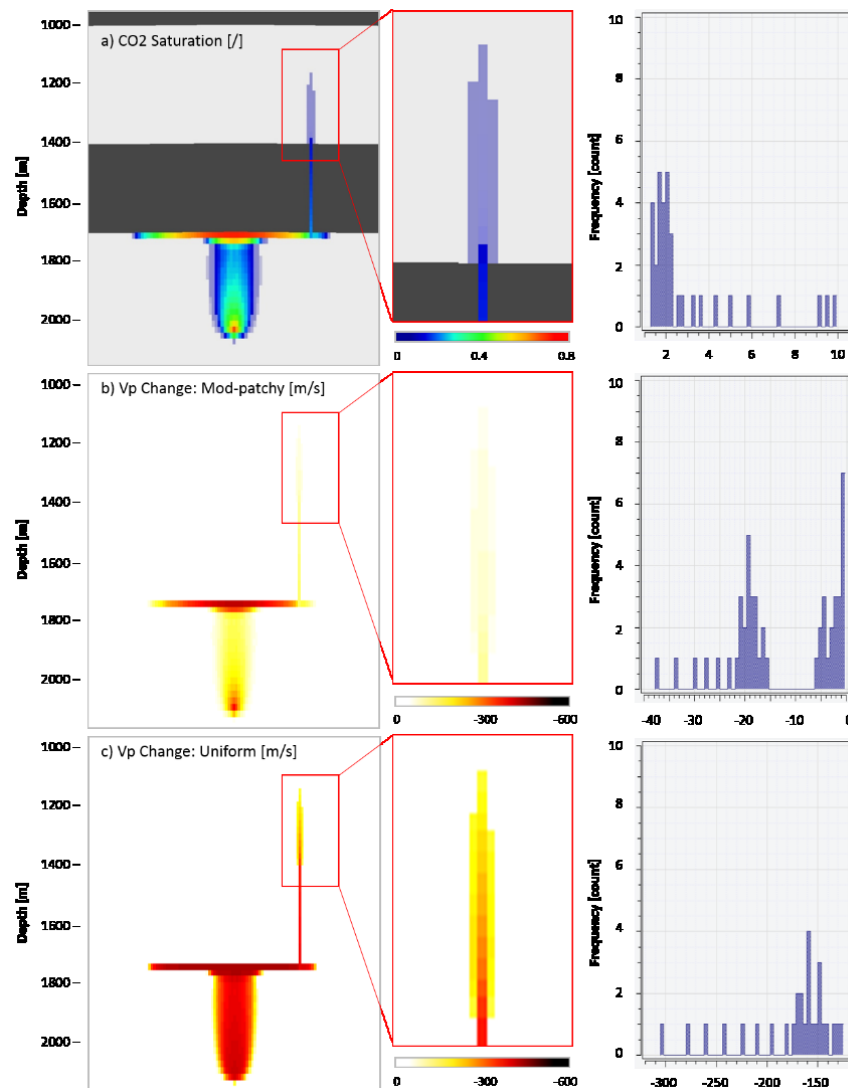 a) CO2 Saturation [/]
Depth [m]
1000
1200
1400
1600
1800
2000
0 0.4 0.8
Frequency [count]
10
8
6
4
2
0
2 4 6 8 10
b) Vp Change: Mod-patchy [m/s]
Depth [m]
1000
1200
1400
1600
1800
2000
0 -300 -600
Frequency [count]
10
8
6
4
2
0
-40 -30 -20 -10 0
c) Vp Change: Uniform [m/s]
Depth [m]
1000
1200
1400
1600
1800
2000
0 -300 -600
Frequency [count]
10
8
6
4
2
0
-300 -250 -200 -150